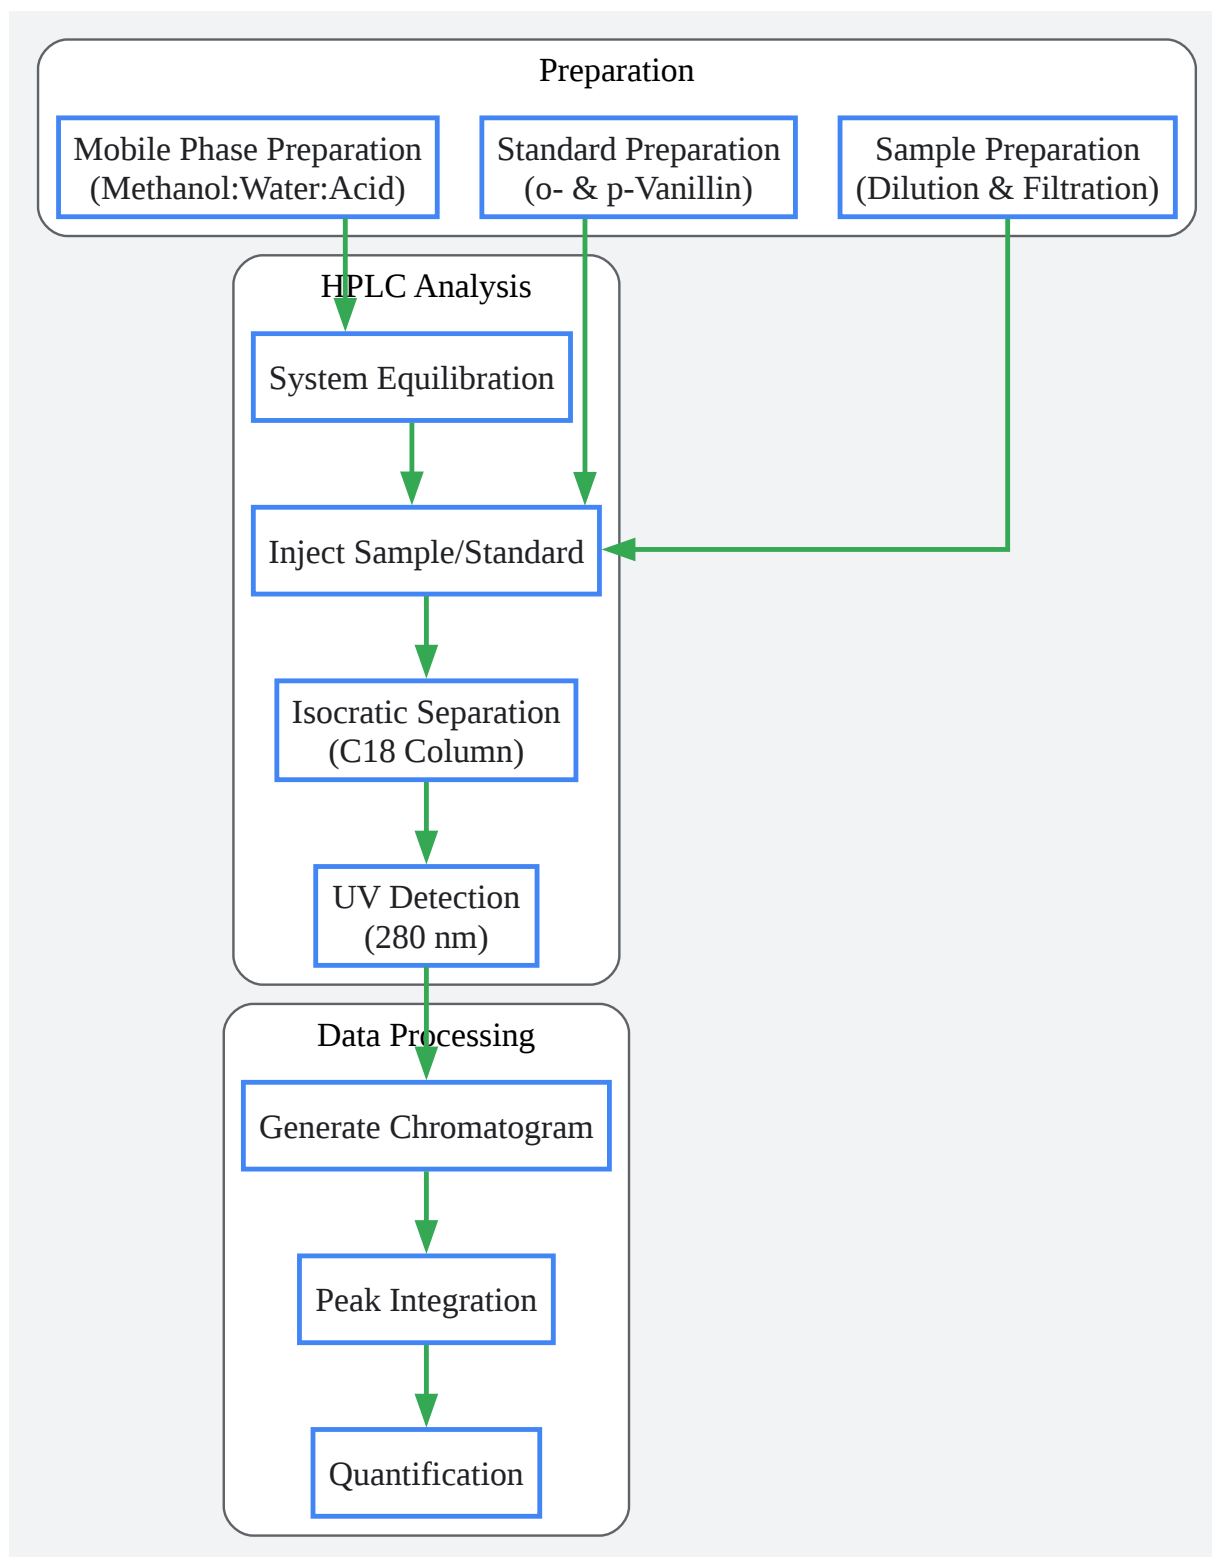 Preparation
Mobile Phase Preparation
(Methanol:Water:Acid)
Standard Preparation
(o- & p-Vanillin)
Sample Preparation
(Dilution & Filtration)
HPLC Analysis
System Equilibration
Inject Sample/Standard
Isocratic Separation
(C18 Column)
UV Detection
(280 nm)
Data Processing
Generate Chromatogram
Peak Integration
Quantification